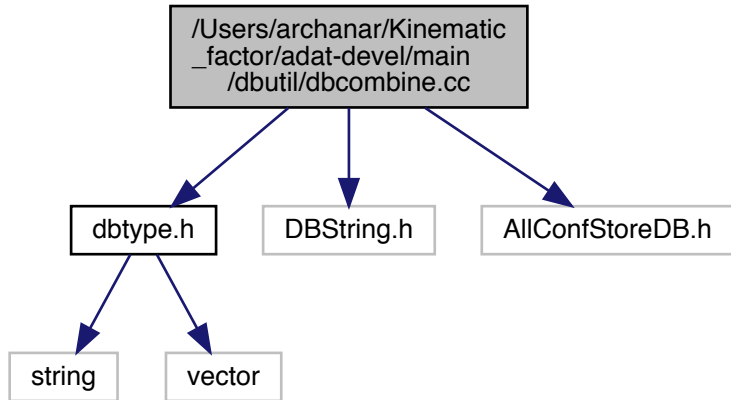 /Users/archanar/Kinematic
_factor/adat-devel/main
/dbutil/dbcombine.cc
dbtype.h
DBString.h
AllConfStoreDB.h
string
vector